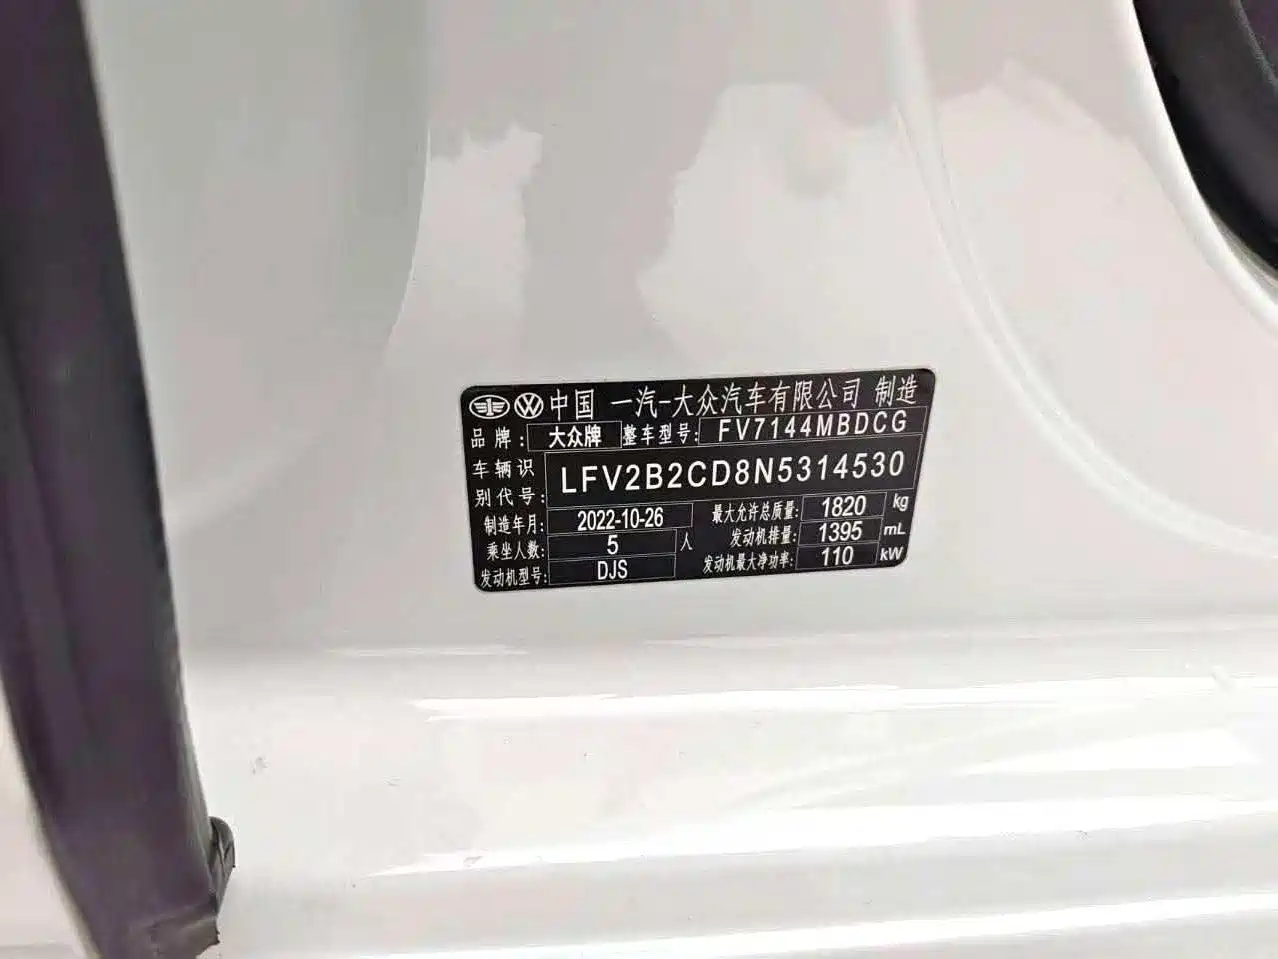 中国 一汽-大众汽车有限公司 制造
品牌: 大众牌 整车型号: FV7144MBDCG
车辆识别代号: LFV2B2CD8N5314530
制造年月: 2022-10-26 最大允许总质量: 1820 kg
乘坐人数: 5 人 发动机排量: 1395 mL
发动机型号: DJS 发动机最大净功率: 110 kW